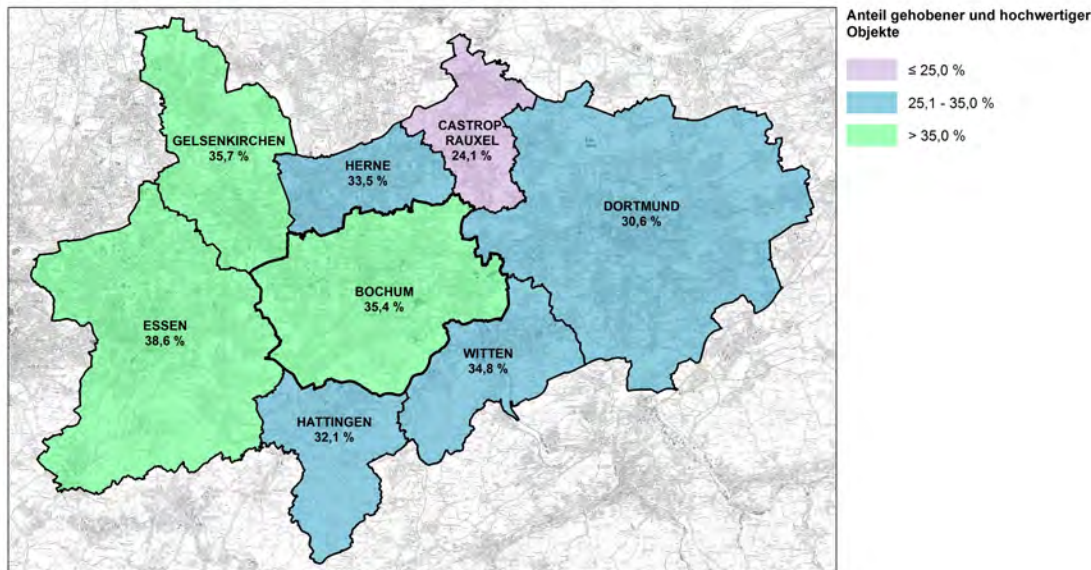 Anteil gehobener und hochwertiger
Objekte
≤ 25,0 %
25,1 - 35,0 %
> 35,0 %
GELSENKIRCHEN
35,7 %
CASTROP
RAUXEL
24,1 %
HERNE
33,5 %
DORTMUND
30,6 %
BOCHUM
35,4 %
ESSEN
38,6 %
WITTEN
34,8 %
HATTINGEN
32,1 %